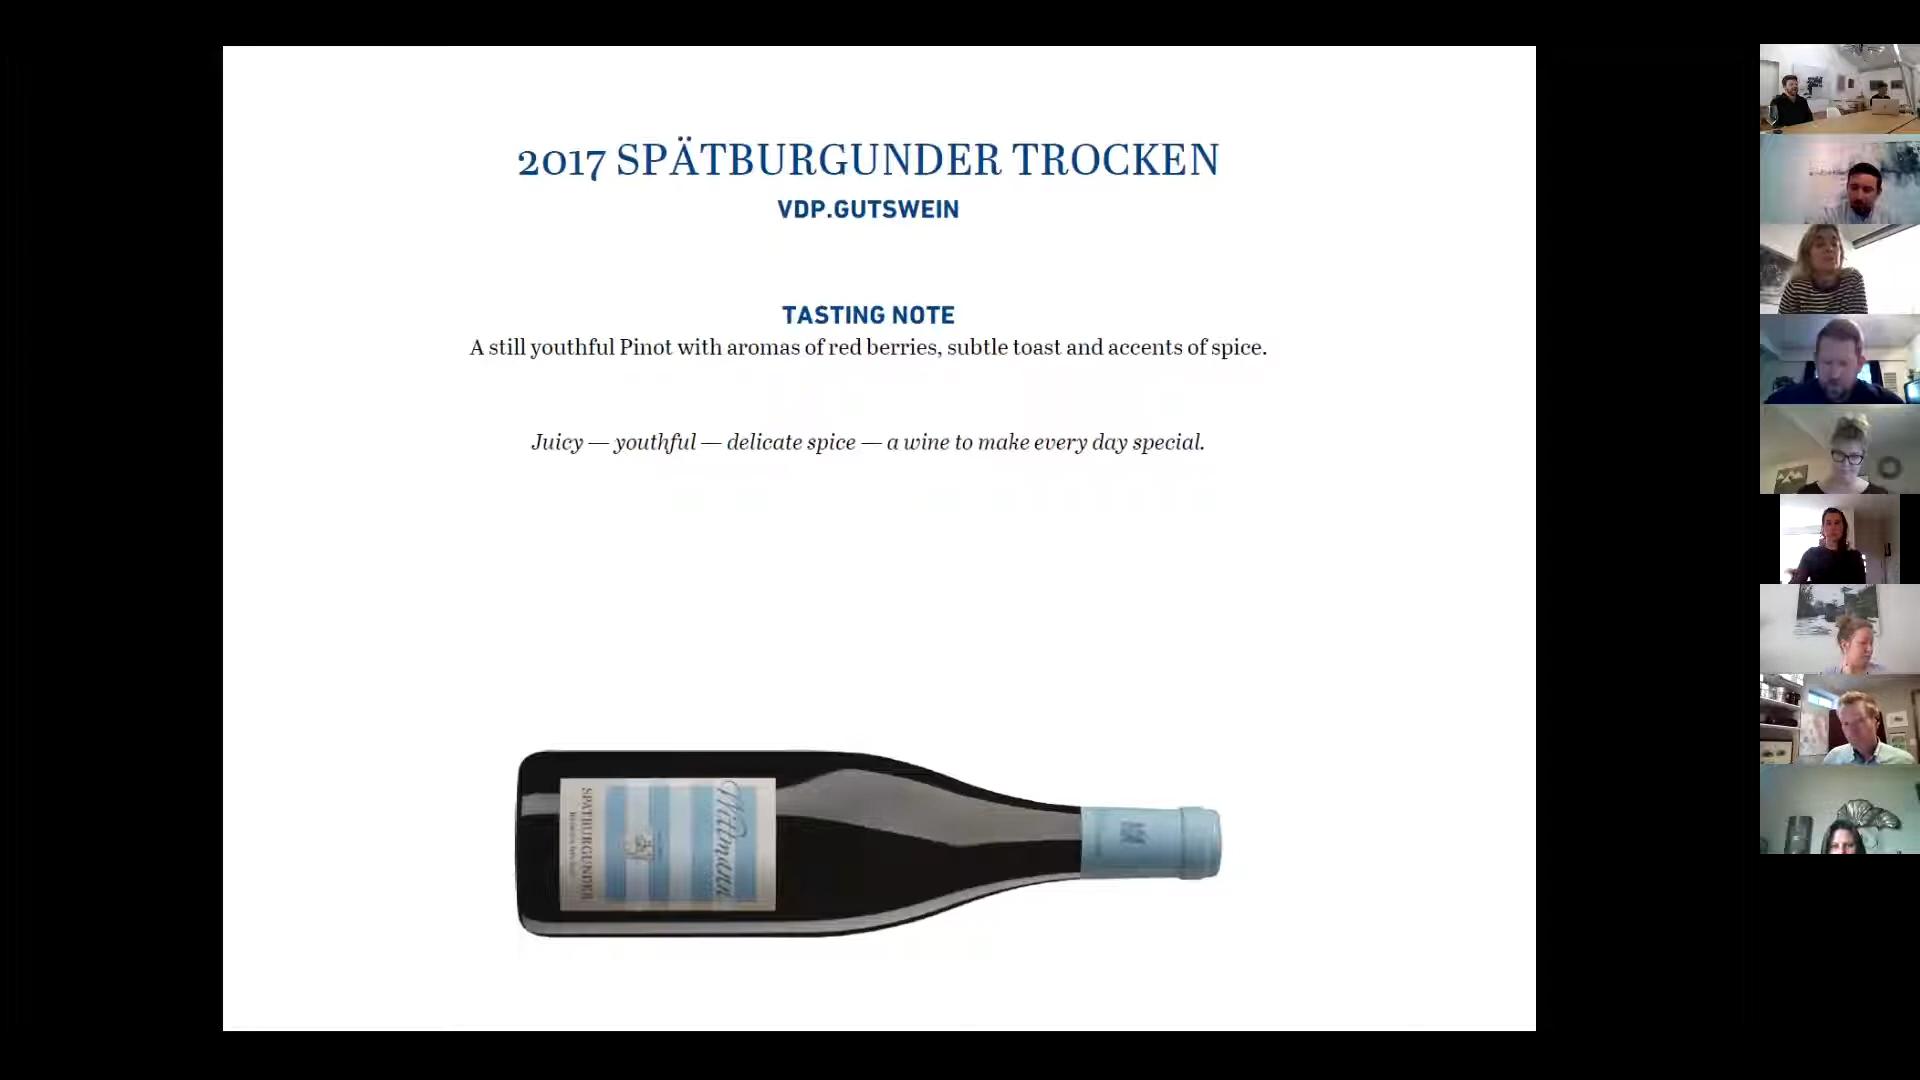 2017 SPÄTBURGUNDER TROCKEN
VDP.GUTSWEIN
TASTING NOTE
A still youthful Pinot with aromas of red berries, subtle toast and accents of spice.
Juicy — youthful — delicate spice — a wine to make every day special.
Wittmann
SPÄTBURGUNDER